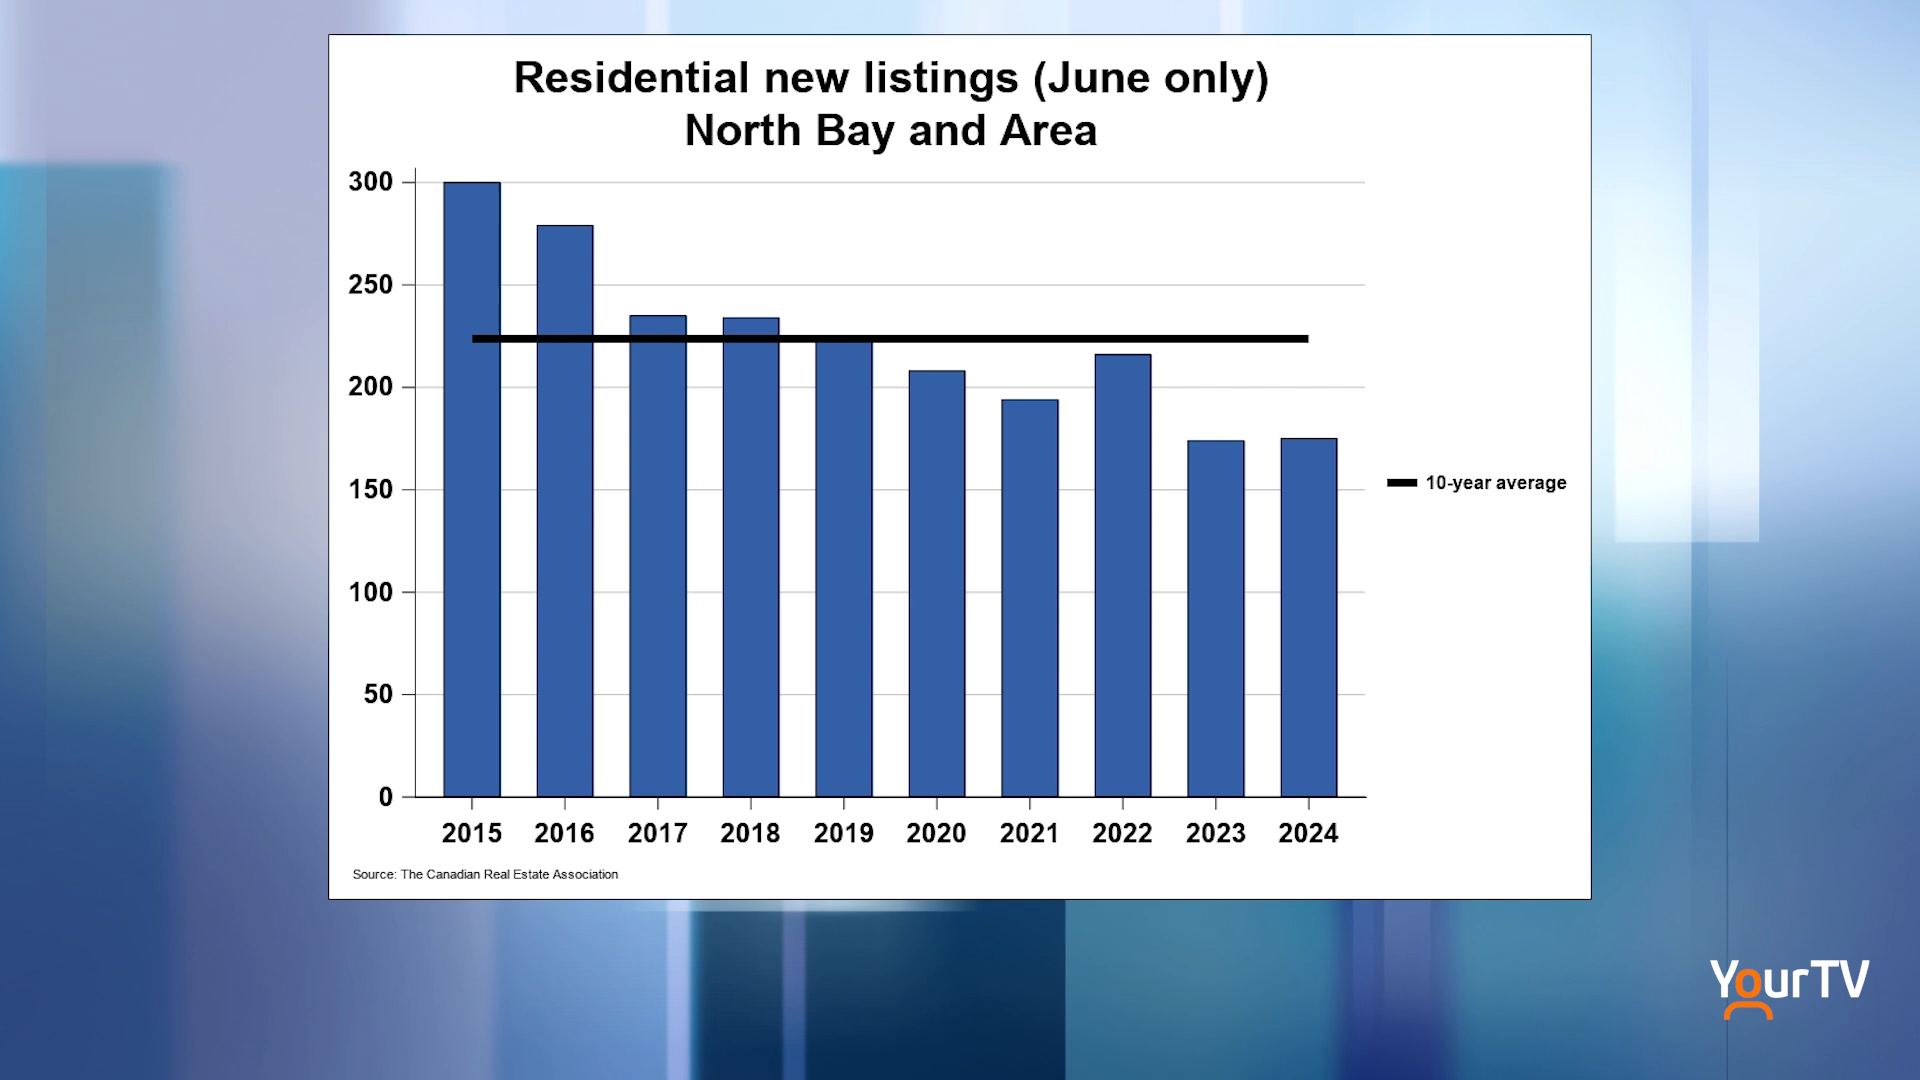 Residential new listings (June only)
North Bay and Area
300
250
200
150
100
50
0
2015 2016 2017 2018 2019 2020 2021 2022 2023 2024
10-year average
Source: The Canadian Real Estate Association
YourTV